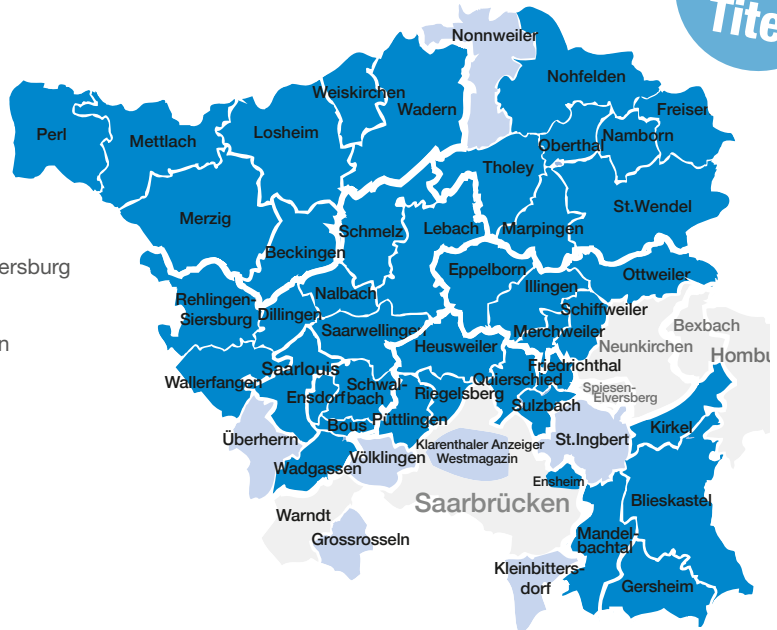 Tite
Nonnweiler
Nohfelden
Weiskirchen
Wadern
Freisen
Perl
Mettlach
Losheim
Oberthal
Namborn
Tholey
St.Wendel
Merzig
Schmelz
Lebach
Marpingen
Beckingen
ersburg
Eppelborn
Ottweiler
Illingen
Rehlingen-
Siersburg
Nalbach
Dillingen
Schiffweiler
Saarwellingen
Merchweiler
Bexbach
n
Heusweiler
Neunkirchen
Hombu
Friedrichthal
Saarlouis
Wallerfangen
Schwal-
bach
Quierschied
Spiesen-
Elversberg
Ensdorf
Riegelsberg
Sulzbach
Bous
Püttlingen
Kirkel
Überherrn
Klarenthaler Anzeiger
Westmagazin
St.Ingbert
Völklingen
Wadgassen
Ensheim
Saarbrücken
Blieskastel
Warndt
Grossrosseln
Mandel-
bachtal
Kleinbitters-
dorf
Gersheim